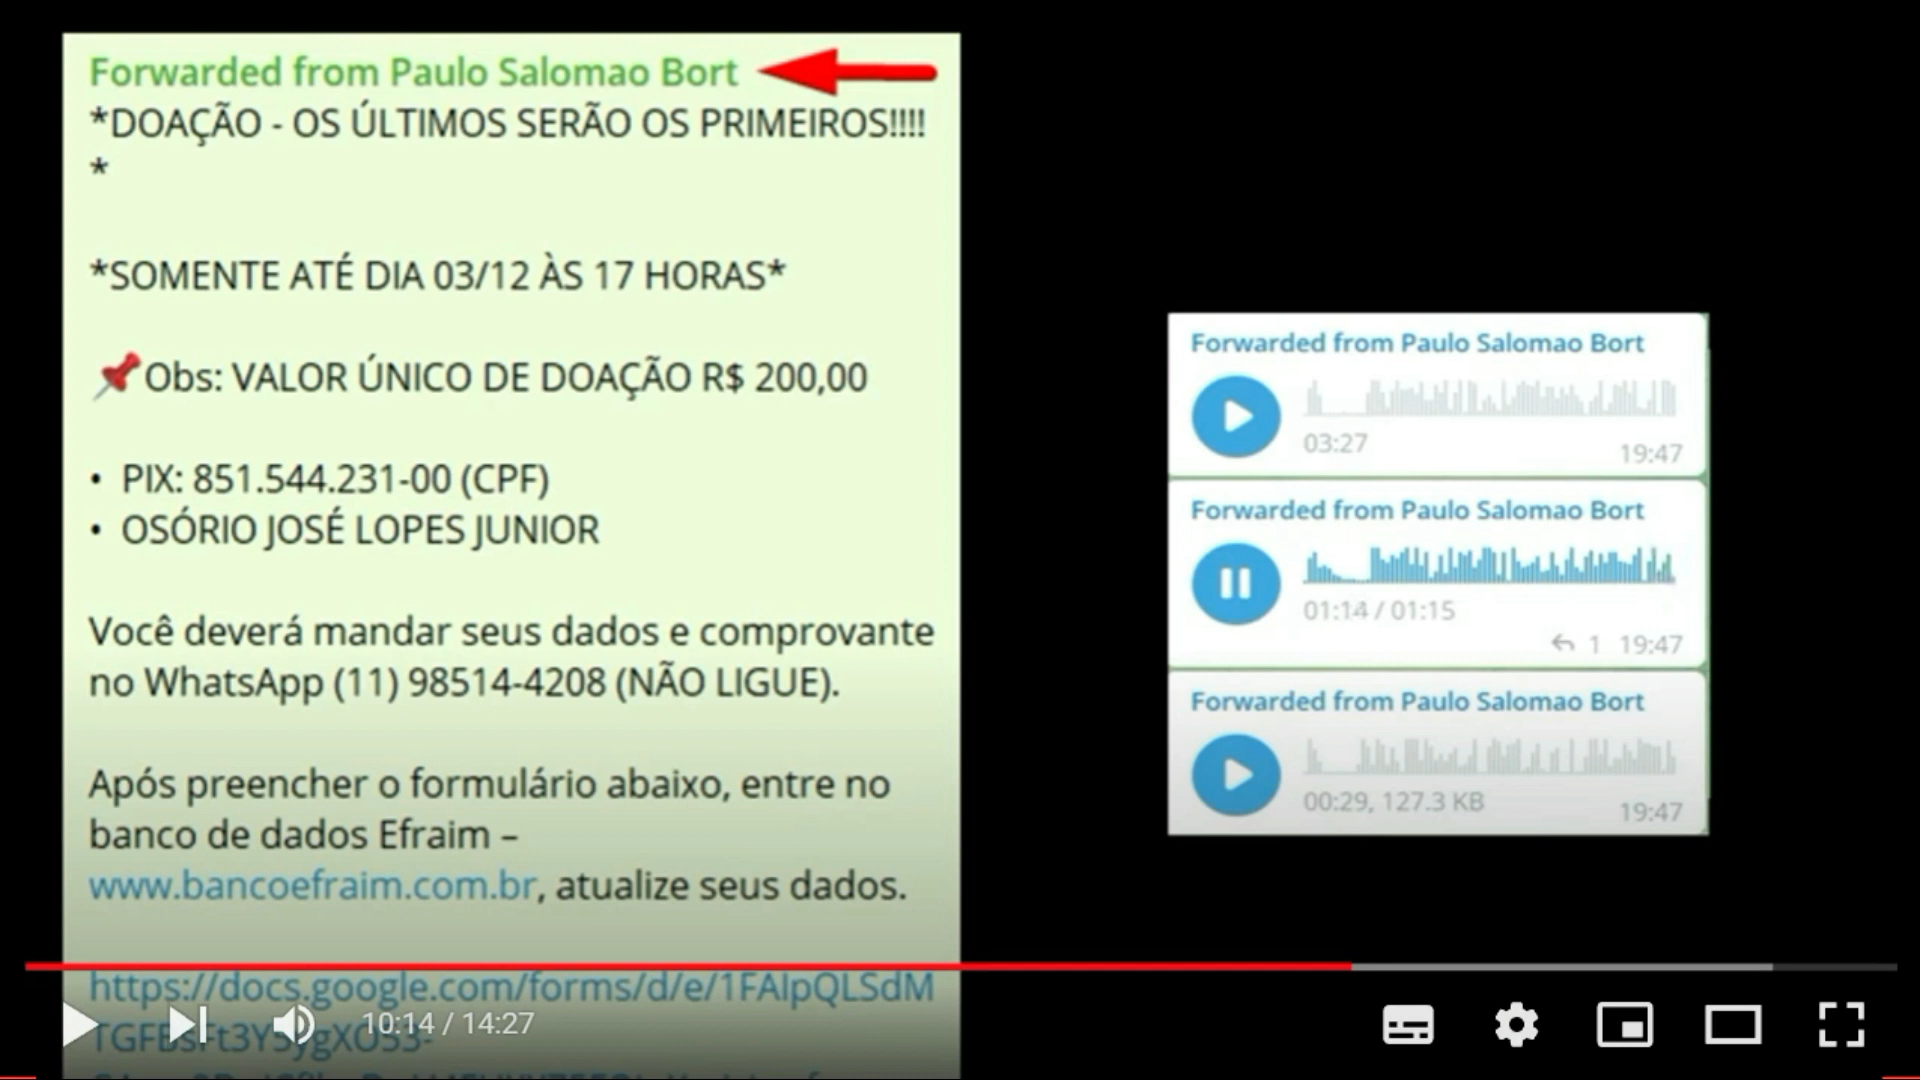 Forwarded from Paulo Salomao Bort
*DOAÇÃO - OS ÚLTIMOS SERÃO OS PRIMEIROS!!!!
*
*SOMENTE ATÉ DIA 03/12 ÀS 17 HORAS*
📌Obs: VALOR ÚNICO DE DOAÇÃO R$ 200,00
• PIX: 851.544.231-00 (CPF)
• OSÓRIO JOSÉ LOPES JUNIOR
Você deverá mandar seus dados e comprovante
no WhatsApp (11) 98514-4208 (NÃO LIGUE).
Após preencher o formulário abaixo, entre no
banco de dados Efraim –
www.bancoefraim.com.br, atualize seus dados.
https://docs.google.com/forms/d/e/1FAIpQLSdM
Forwarded from Paulo Salomao Bort
03:27
19:47
Forwarded from Paulo Salomao Bort
01:14 / 01:15
1 19:47
Forwarded from Paulo Salomao Bort
00:29, 127.3 KB
19:47
10:14 / 14:27